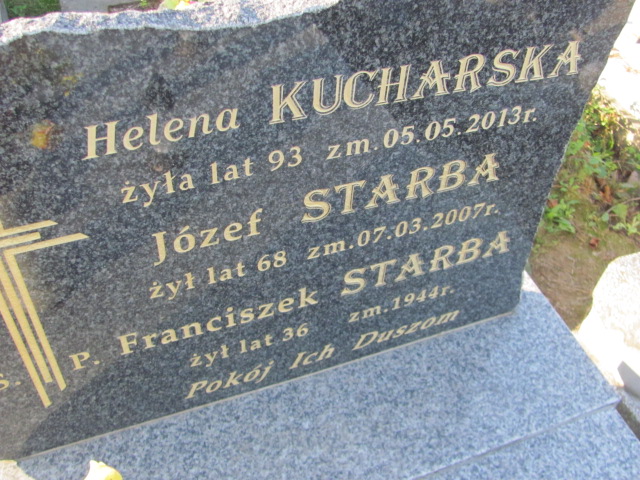 Helena KUCHARSKA
żyła lat 93 zm. 05.05.2013r.
Józef STARBA
żył lat 68 zm. 07.03.2007r.
Ś. P. Franciszek STARBA
żył lat 36 zm. 1944r.
Pokój Ich Duszom